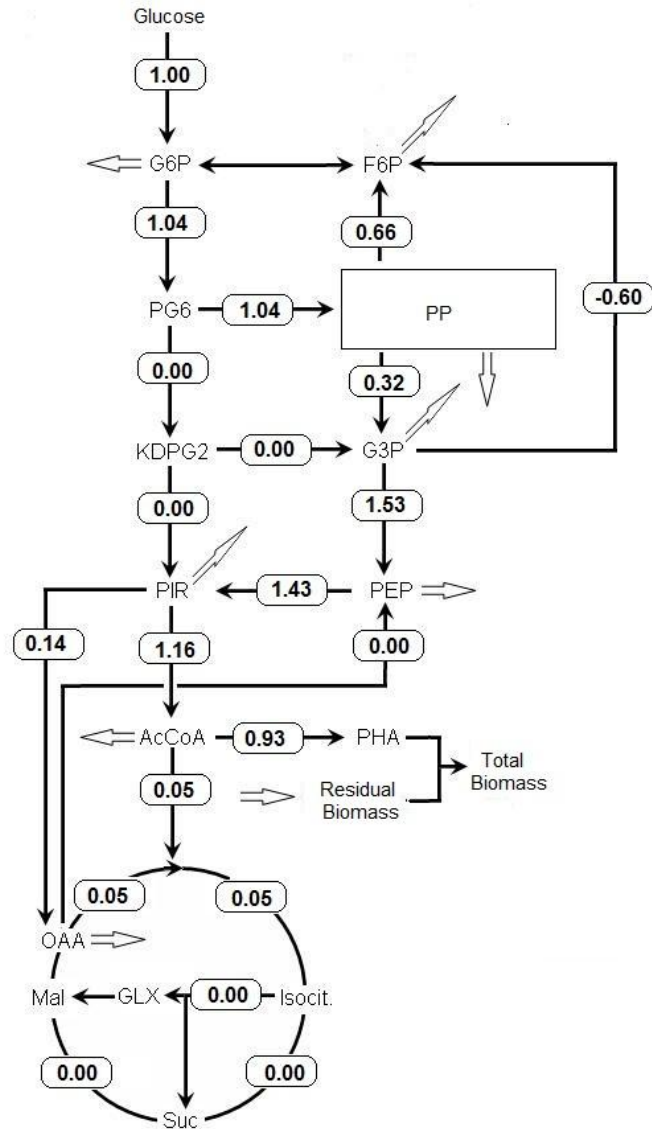 Glucose
1.00
G6P
F6P
1.04
0.66
-0.60
PG6
1.04
PP
0.00
0.32
KDPG2
0.00
G3P
0.00
1.53
PIR
1.43
PEP
0.14
1.16
0.00
AcCoA
0.93
PHA
Total
Biomass
0.05
Residual
Biomass
0.05
0.05
OAA
Mal
GLX
0.00
Isocit.
0.00
0.00
Suc